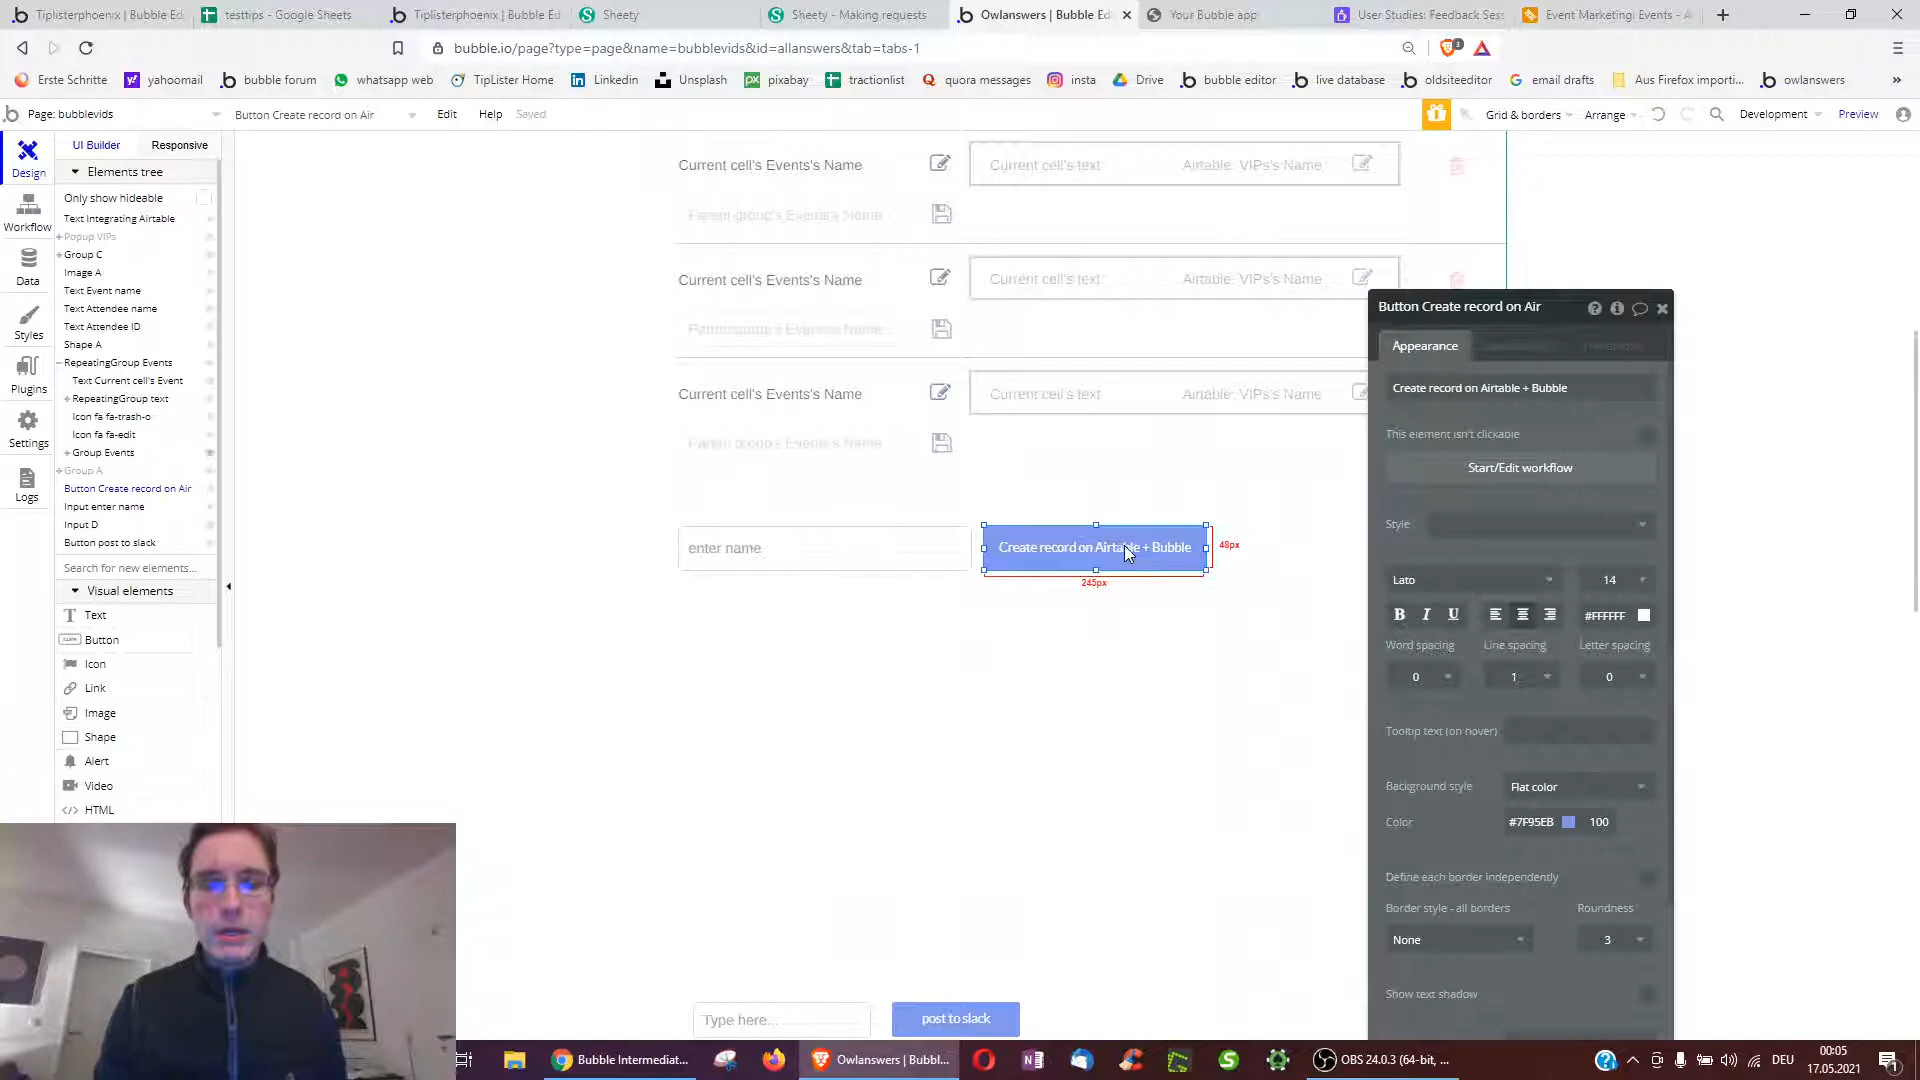 Tiplisterphoenix | Bubble Ed
testtips - Google Sheets
Tiplisterphoenix | Bubble Ed
Sheety
Sheety - Making requests
Owlanswers | Bubble Ed
Your Bubble app
User Studies: Feedback Sess
Event Marketing: Events - A
bubble.io/page?type=page&name=bubblevids&id=allanswers&tab=tabs-1
3
Erste Schritte
yahoomail
bubble forum
whatsapp web
TipLister Home
Linkedin
Unsplash
pixabay
tractionlist
quora messages
insta
Drive
bubble editor
live database
oldsiteeditor
email drafts
Aus Firefox importi...
owlanswers
Page: bubblevids
Button Create record on Air
Edit
Help
Saved
Grid & borders
Arrange
Development
Preview
Design
Workflow
Data
Styles
Plugins
Settings
Logs
UI Builder
Responsive
Elements tree
Only show hideable
Text Integrating Airtable
Popup VIPs
Group C
Image A
Text Event name
Text Attendee name
Text Attendee ID
Shape A
RepeatingGroup Events
Text Current cell's Event
RepeatingGroup text
Icon fa fa-trash-o
Icon fa fa-edit
Group Events
Group A
Button Create record on Air
Input enter name
Input D
Button post to slack
Search for new elements...
Visual elements
Text
Button
Icon
Link
Image
Shape
Alert
Video
HTML
Current cell's Events's Name
Current cell's text
Airtable: VIPs's Name
Parent group's Events's Name
Current cell's Events's Name
Current cell's text
Airtable: VIPs's Name
Parent group's Events's Name
Current cell's Events's Name
Current cell's text
Airtable: VIPs's Name
Parent group's Events's Name
enter name
Create record on Airtable + Bubble
48px
245px
Type here...
post to slack
Button Create record on Air
Appearance
Create record on Airtable + Bubble
This element isn't clickable
Start/Edit workflow
Style
Lato
14
B I U
#FFFFFF
Word spacing
Line spacing
Letter spacing
0
1
0
Tooltip text (on hover)
Background style
Flat color
Color
#7F95EB
100
Define each border independently
Border style - all borders
Roundness
None
3
Show text shadow
Bubble Intermediat...
Owlanswers | Bubbl...
OBS 24.0.3 (64-bit, ...
DEU
00:05
17.05.2021
1